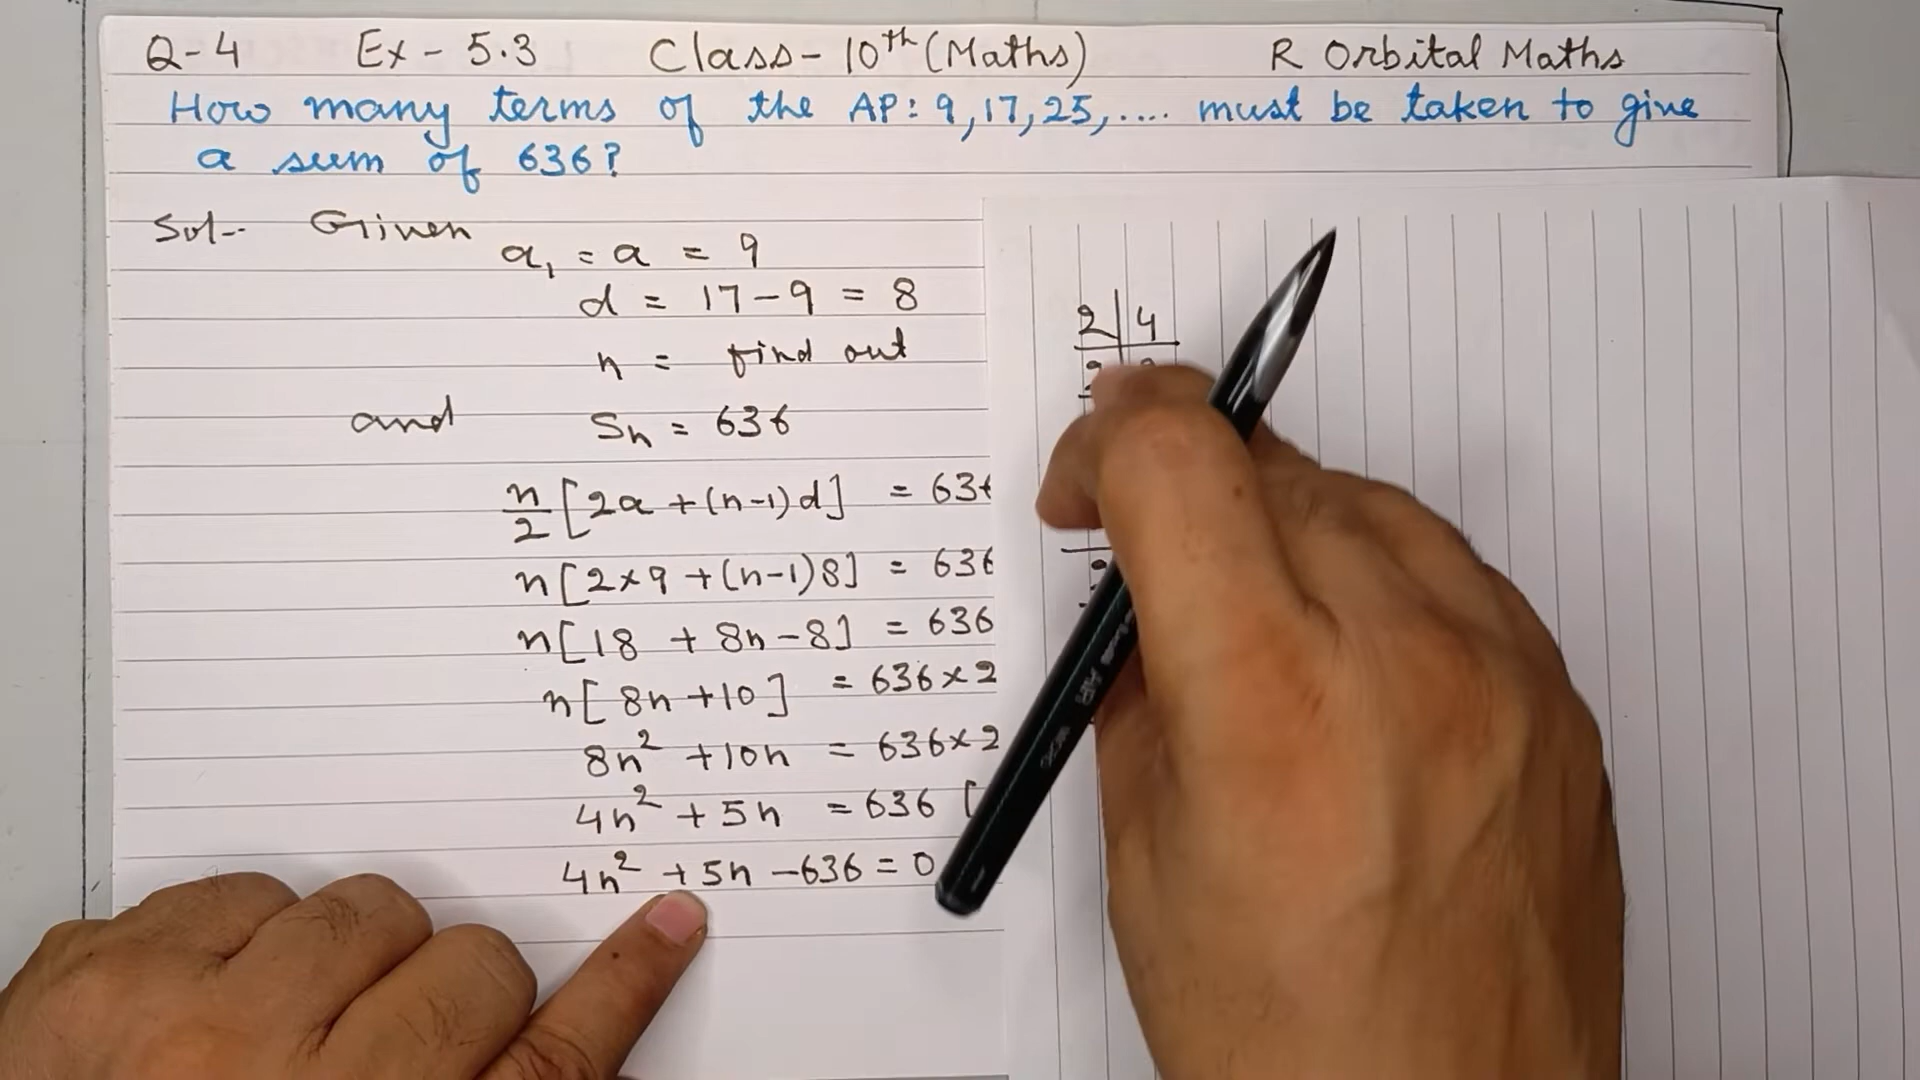 Q-4 Ex-5.3 Class-10th (Maths) R Orbital Maths
How many terms of the AP: 9, 17, 25, .... must be taken to give
a sum of 636?
Sol-- Given
a₁ = a = 9
d = 17-9 = 8
n = find out
and Sn = 636
n/2 [2a + (n-1)d] = 636
n[2×9 + (n-1)8] = 636
n[18 + 8n-8] = 636
n[8n+10] = 636×2
8n² +10n = 636×2
4n² + 5n = 636 [
4n² + 5n - 636 = 0
2 | 4